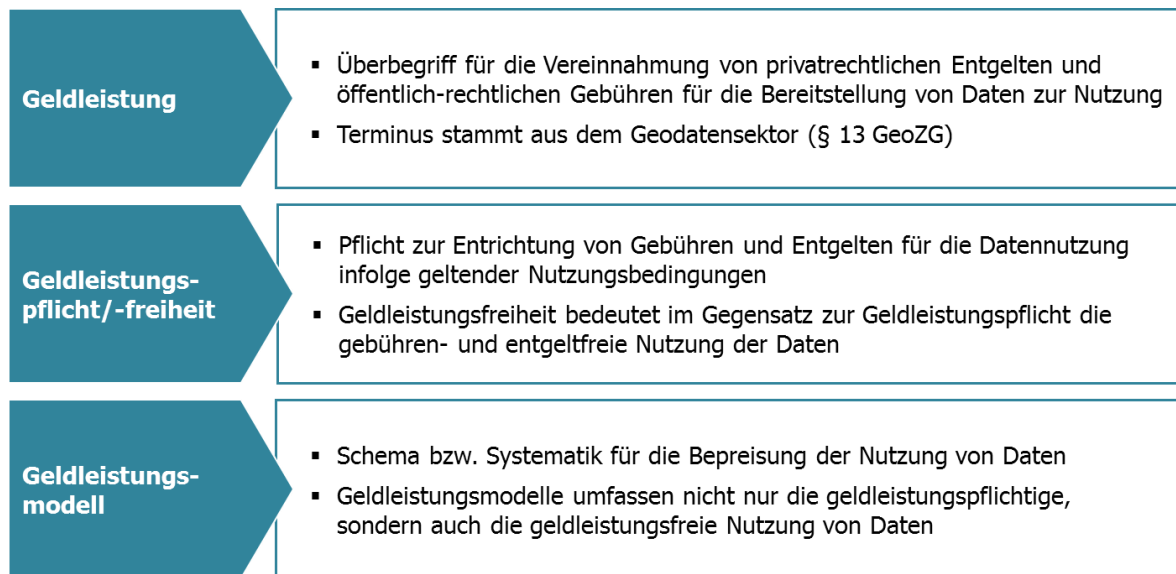 Geldleistung
▪ Überbegriff für die Vereinnahmung von privatrechtlichen Entgelten und
öffentlich-rechtlichen Gebühren für die Bereitstellung von Daten zur Nutzung
▪ Terminus stammt aus dem Geodatensektor (§ 13 GeoZG)
Geldleistungs-
pflicht/-freiheit
▪ Pflicht zur Entrichtung von Gebühren und Entgelten für die Datennutzung
infolge geltender Nutzungsbedingungen
▪ Geldleistungsfreiheit bedeutet im Gegensatz zur Geldleistungspflicht die
gebühren- und entgeltfreie Nutzung der Daten
Geldleistungs-
modell
▪ Schema bzw. Systematik für die Bepreisung der Nutzung von Daten
▪ Geldleistungsmodelle umfassen nicht nur die geldleistungspflichtige,
sondern auch die geldleistungsfreie Nutzung von Daten